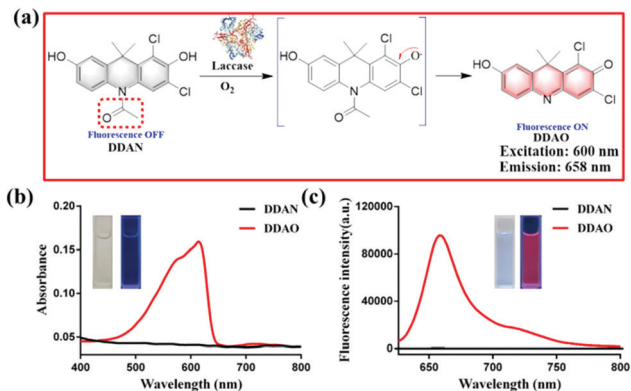 (a)
HO
Cl
OH
Cl
N
O
Fluorescence OFF
DDAN
Laccase
O2
HO
Cl
O·
Cl
N
O
HO
Cl
O
Cl
N
Fluorescence ON
DDAO
Excitation: 600 nm
Emission: 658 nm
(b)
DDAN
DDAO
Absorbance
0.20
0.15
0.10
0.05
400 500 600 700 800
Wavelength (nm)
(c)
DDAN
DDAO
Fluorescence intensity(a.u.)
120000
80000
40000
0
650 700 750 800
Wavelength (nm)